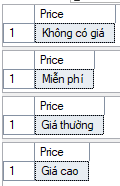 Price
1 Không có giá
Price
1 Miễn phí
Price
1 Giá thường
Price
1 Giá cao